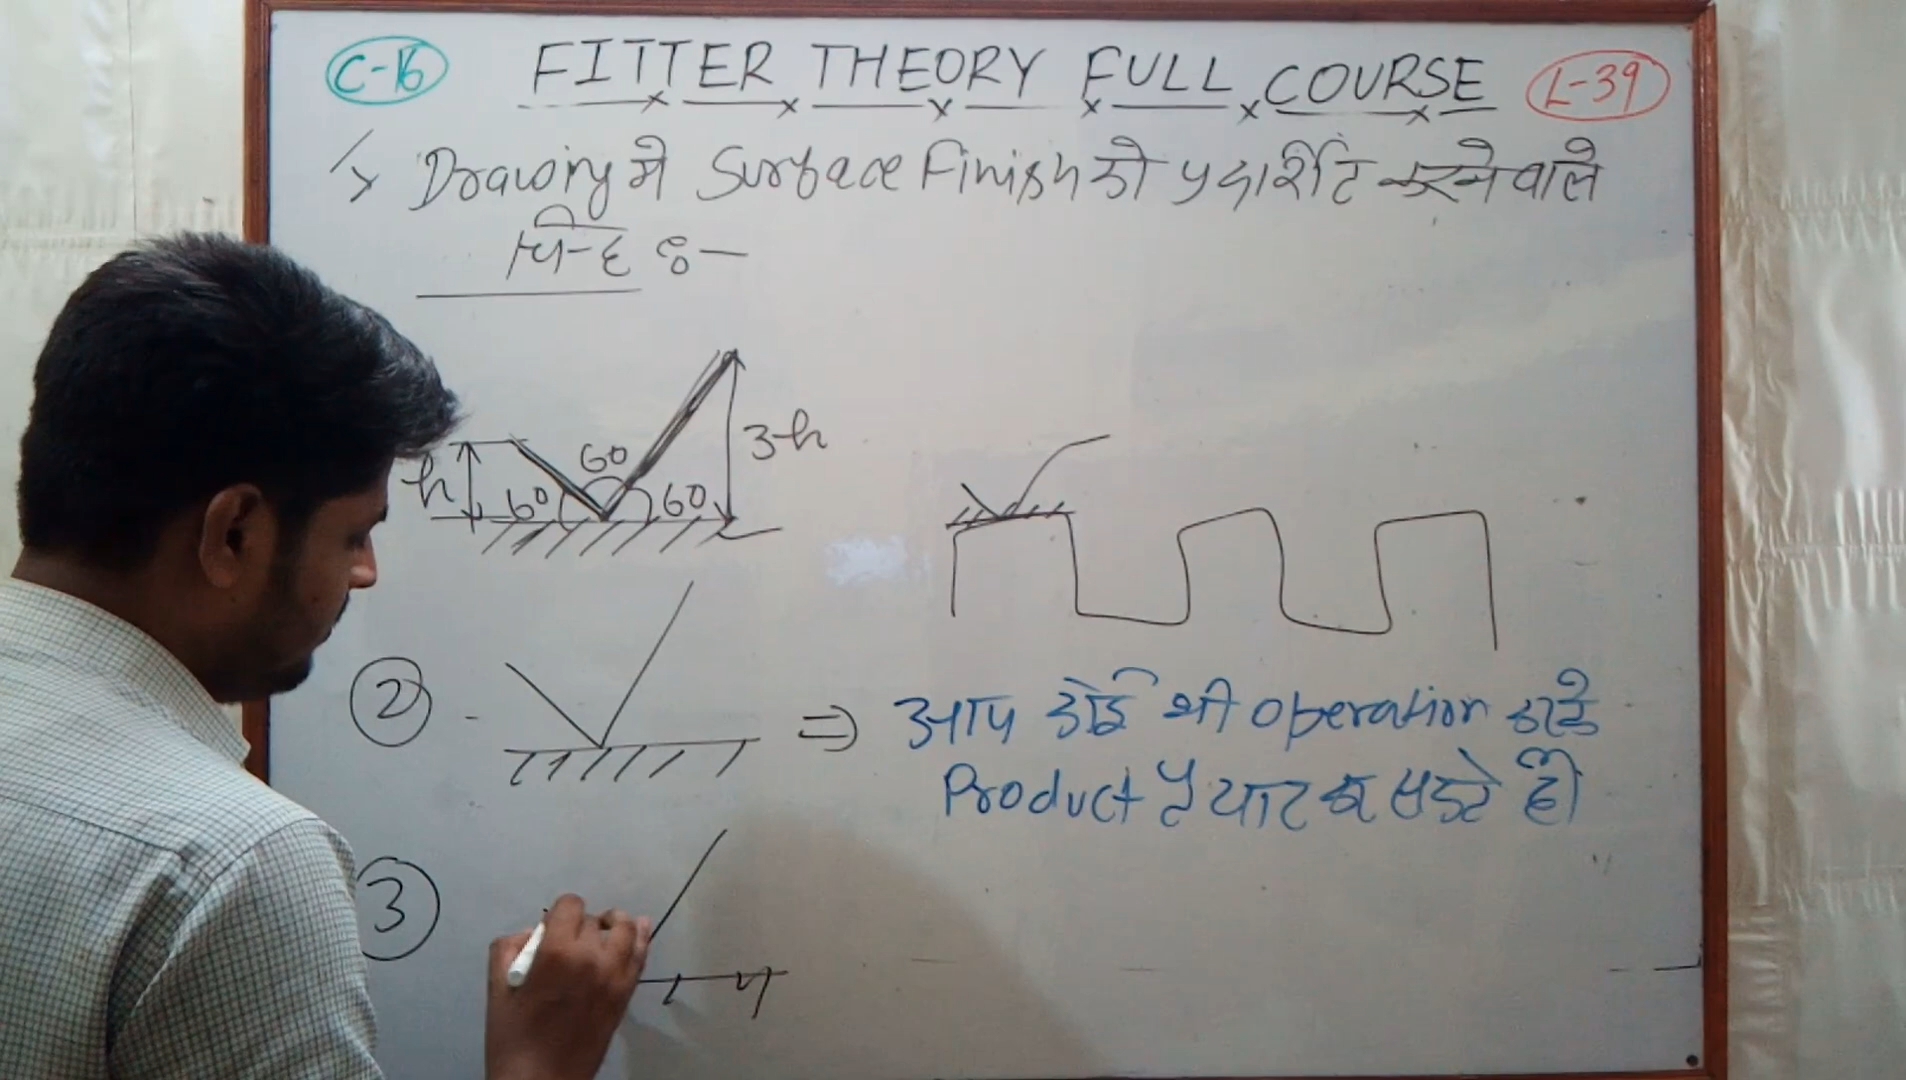 C-16 FITTER THEORY FULL COURSE L-39
Drawing में Surface Finish को प्रदर्शित करने वाले
चिन्ह :-
h 60 60 60 3h
② - ⇒ आप कोई भी operation करके
Product तैयार कर सकते हैं।
③